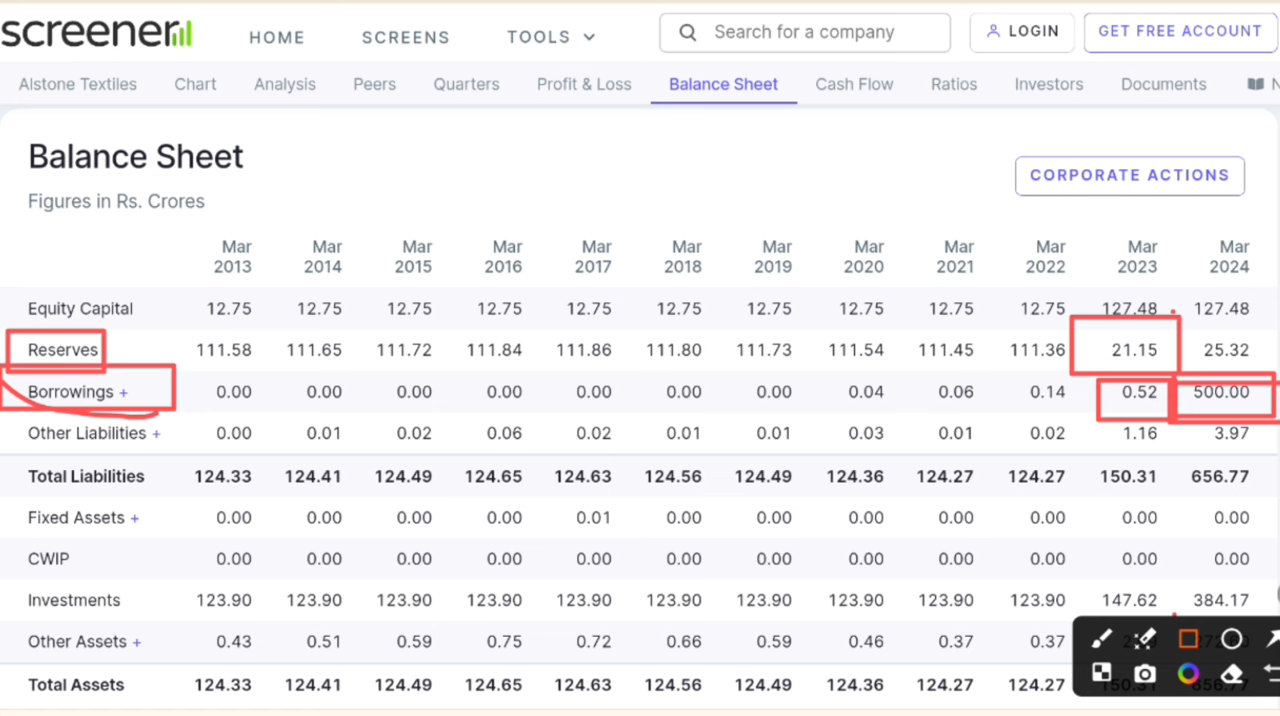 screener
HOME SCREENS TOOLS
Search for a company
LOGIN
GET FREE ACCOUNT
Alstone Textiles Chart Analysis Peers Quarters Profit & Loss Balance Sheet Cash Flow Ratios Investors Documents N
Balance Sheet
Figures in Rs. Crores
CORPORATE ACTIONS
Mar 2013 Mar 2014 Mar 2015 Mar 2016 Mar 2017 Mar 2018 Mar 2019 Mar 2020 Mar 2021 Mar 2022 Mar 2023 Mar 2024
Equity Capital 12.75 12.75 12.75 12.75 12.75 12.75 12.75 12.75 12.75 12.75 127.48 127.48
Reserves 111.58 111.65 111.72 111.84 111.86 111.80 111.73 111.54 111.45 111.36 21.15 25.32
Borrowings + 0.00 0.00 0.00 0.00 0.00 0.00 0.00 0.04 0.06 0.14 0.52 500.00
Other Liabilities + 0.00 0.01 0.02 0.06 0.02 0.01 0.01 0.03 0.01 0.02 1.16 3.97
Total Liabilities 124.33 124.41 124.49 124.65 124.63 124.56 124.49 124.36 124.27 124.27 150.31 656.77
Fixed Assets + 0.00 0.00 0.00 0.00 0.01 0.00 0.00 0.00 0.00 0.00 0.00 0.00
CWIP 0.00 0.00 0.00 0.00 0.00 0.00 0.00 0.00 0.00 0.00 0.00 0.00
Investments 123.90 123.90 123.90 123.90 123.90 123.90 123.90 123.90 123.90 123.90 147.62 384.17
Other Assets + 0.43 0.51 0.59 0.75 0.72 0.66 0.59 0.46 0.37 0.37
Total Assets 124.33 124.41 124.49 124.65 124.63 124.56 124.49 124.36 124.27 124.27 150.31 656.77